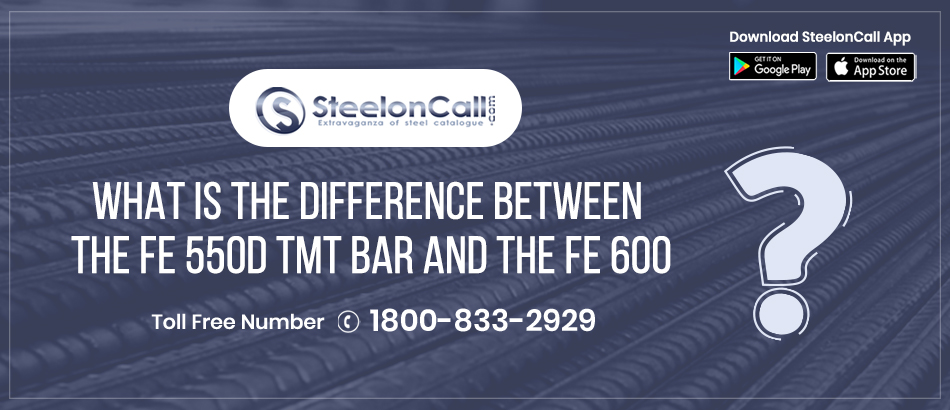 Download SteelonCall App
GET IT ON
Google Play
Download on the
App Store
S
SteelonCall.com
Extravaganza of steel catalogue
WHAT IS THE DIFFERENCE BETWEEN
THE FE 550D TMT BAR AND THE FE 600
?
Toll Free Number 1800-833-2929